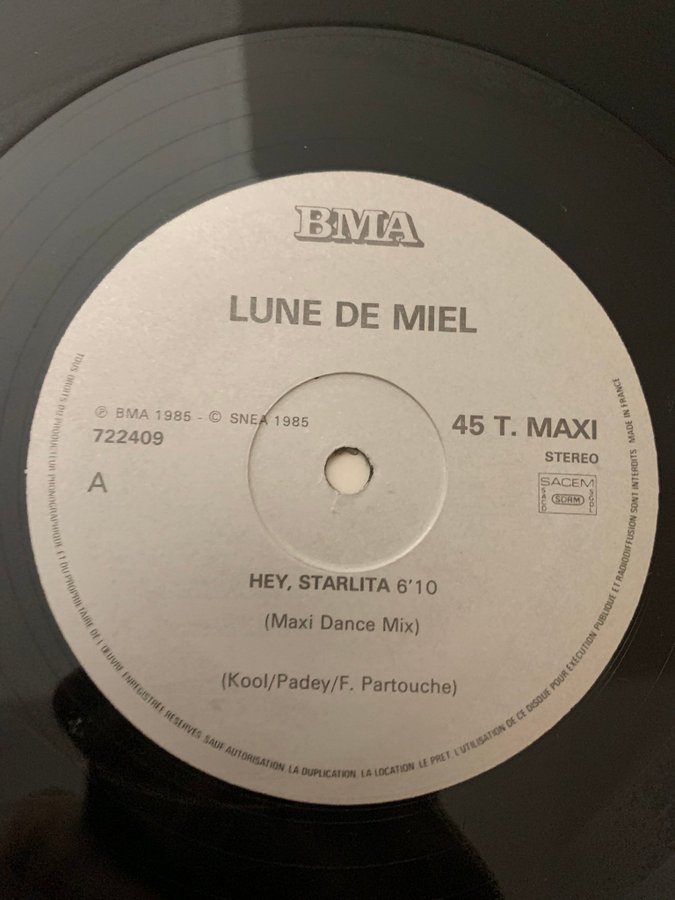 BMA
LUNE DE MIEL
℗ BMA 1985 - © SNEA 1985
722409
A
45 T. MAXI
STEREO
SACEM
SACD
SDRM
SGDL
HEY, STARLITA 6'10
(Maxi Dance Mix)
(Kool/Padey/F. Partouche)
TOUS DROITS DU PRODUCTEUR PHONOGRAPHIQUE ET DU PROPRIETAIRE DE L'ŒUVRE ENREGISTREE RESERVES. SAUF AUTORISATION, LA DUPLICATION, LA LOCATION, LE PRET, L'UTILISATION DE CE DISQUE POUR EXECUTION PUBLIQUE ET RADIODIFFUSION SONT INTERDITS MADE IN FRANCE